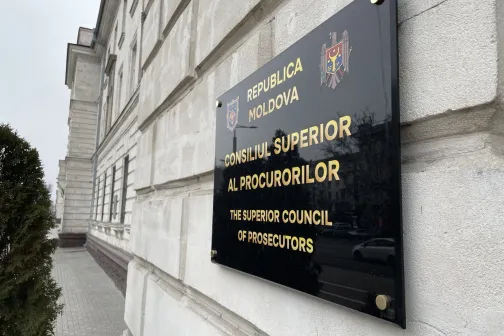 REPUBLICA
MOLDOVA
CONSILIUL SUPERIOR
AL PROCURORILOR
THE SUPERIOR COUNCIL
OF PROSECUTORS